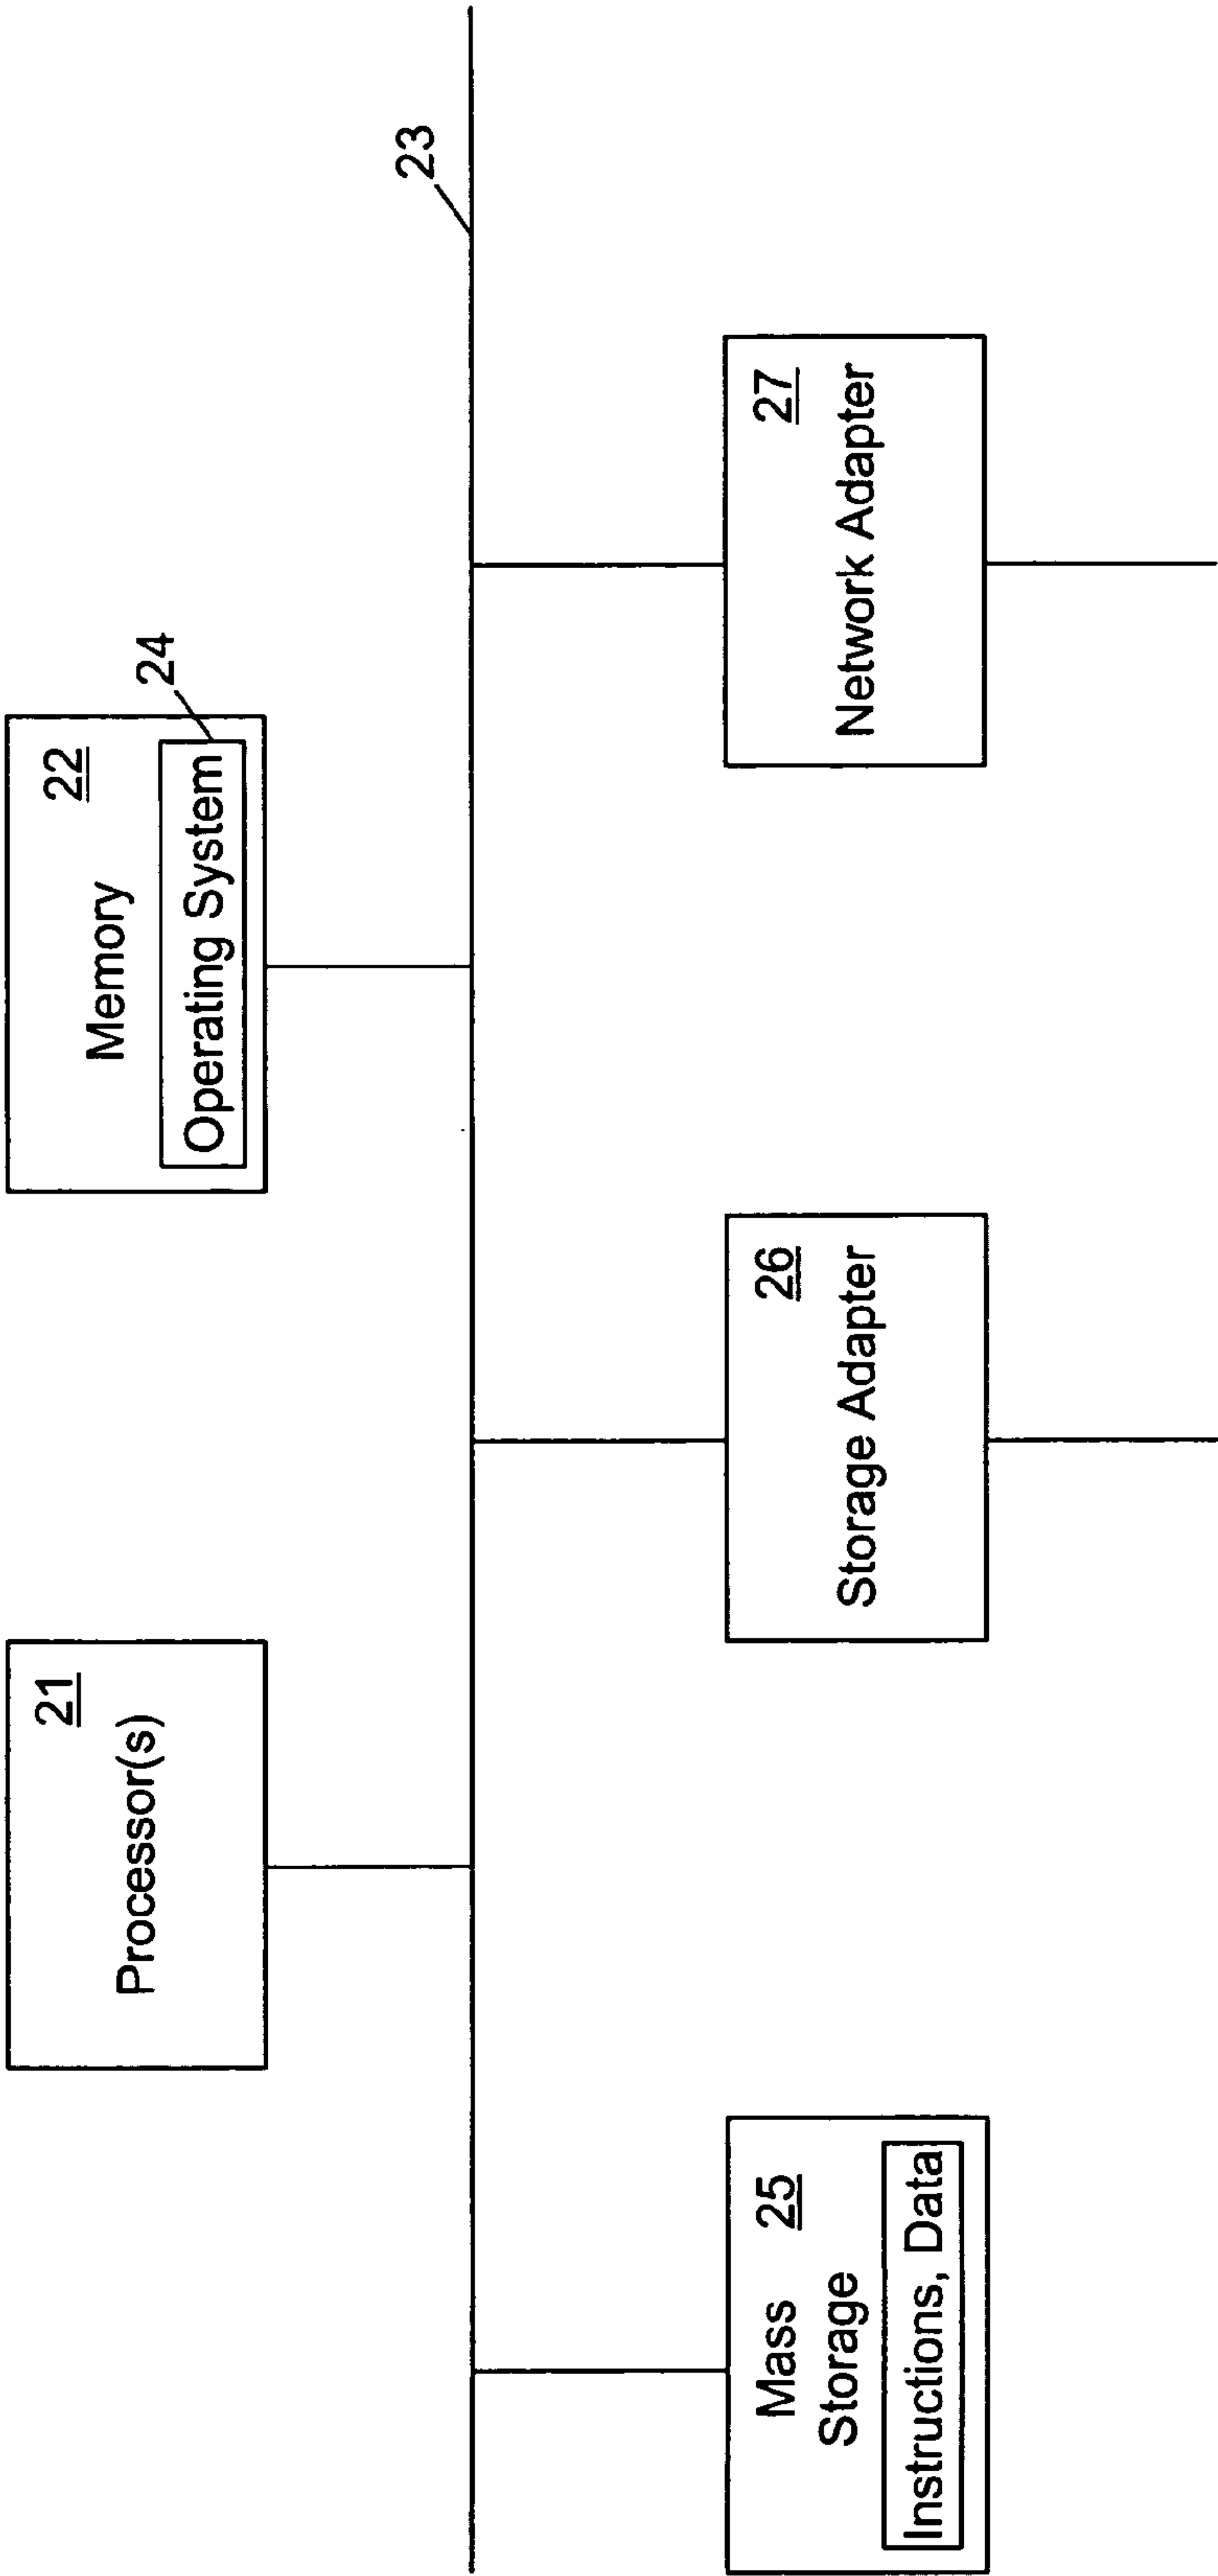 21
Processor(s)
22
Memory
Operating System
24
23
25
Mass
Storage
Instructions, Data
26
Storage Adapter
27
Network Adapter